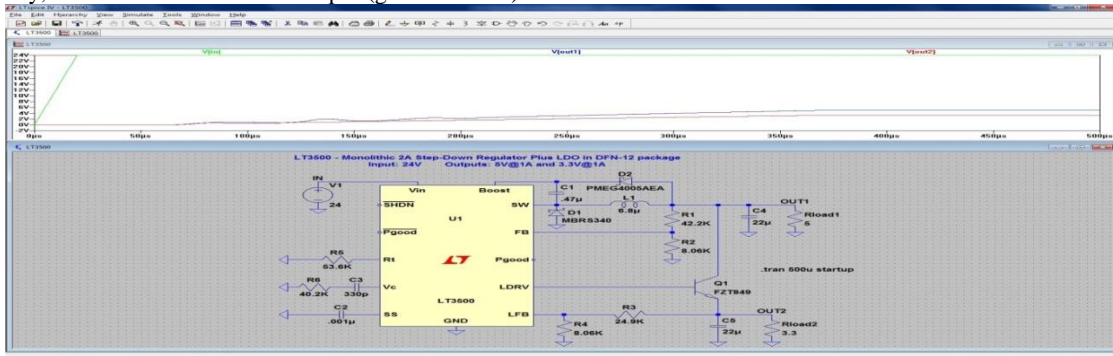 LTspice IV - LT3500
File Edit Hierarchy View Simulate Tools Window Help
LT3500 LT3500
LT3500
V(in) V(out1) V(out2)
24V
22V
20V
18V
16V
14V
12V
10V
8V
6V
4V
2V
0V
-2V
0µs 50µs 100µs 150µs 200µs 250µs 300µs 350µs 400µs 450µs 500µs
LT3500
LT3500 - Monolithic 2A Step-Down Regulator Plus LDO in DFN-12 package
Input: 24V Outputs: 5V@1A and 3.3V@1A
IN
V1
24
Vin Boost
SHDN SW
U1
Pgood FB
Rt Pgood
Vc LDRV
LT3500
SS LFB
GND
D2
PMEG4005AEA
C1
.47µ
L1
6.8µ
D1
MBRS340
R1
42.2K
R2
8.06K
C4
22µ
OUT1
Rload1
5
.tran 500u startup
Q1
FZT849
R5
53.6K
R6
40.2K
C3
330p
C2
.001µ
R3
24.9K
R4
8.06K
C5
22µ
OUT2
Rload2
3.3